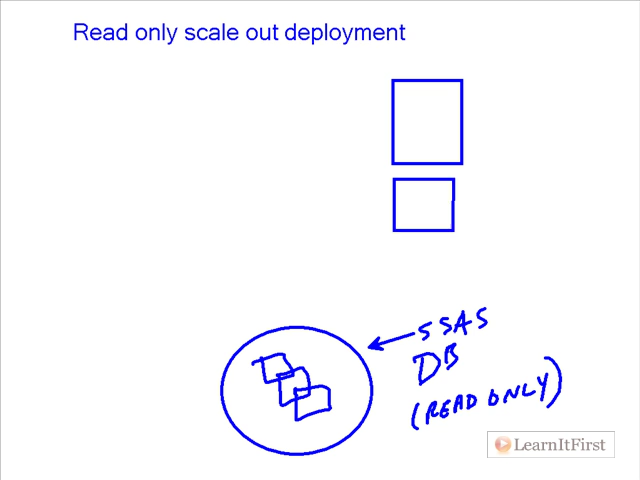 Read only scale out deployment
SSAS
DB
(READ ONLY)
LearnItFirst